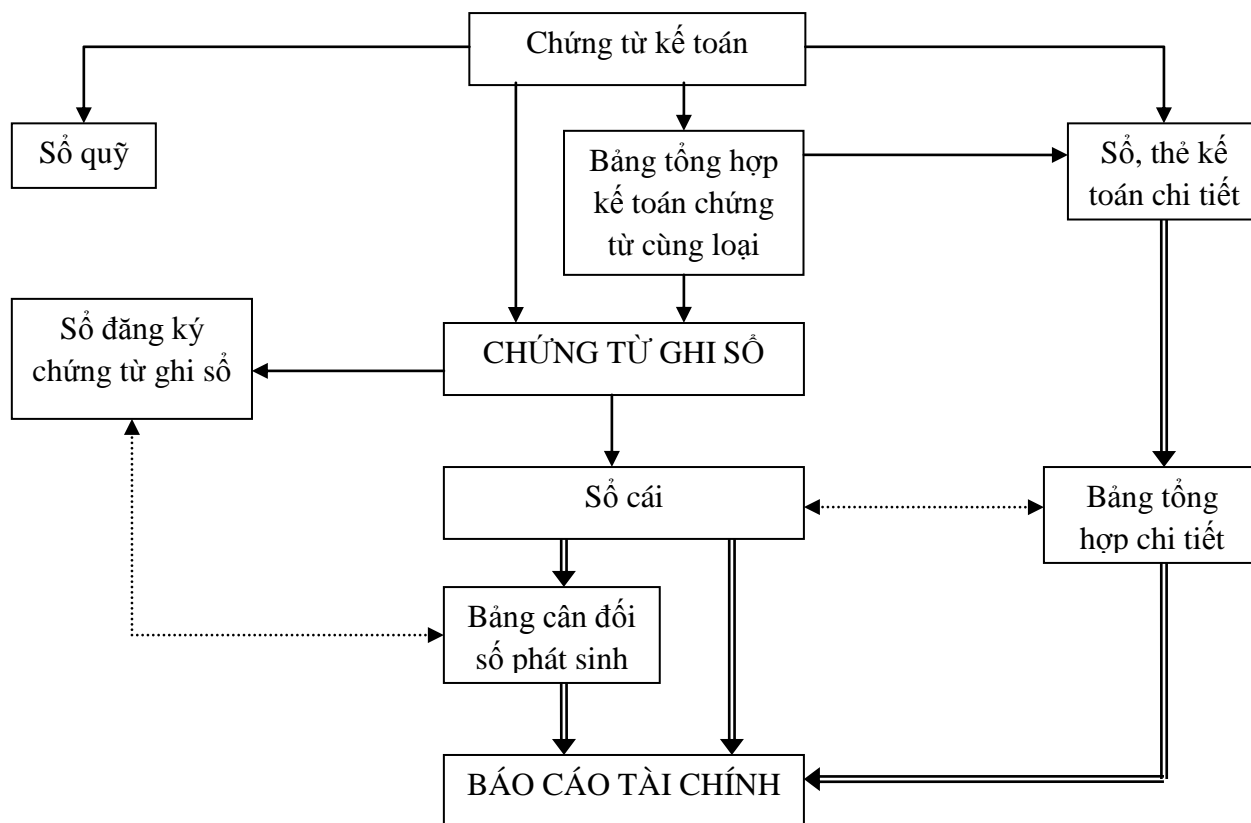 Chứng từ kế toán
Sổ quỹ
Bảng tổng hợp
kế toán chứng
từ cùng loại
Sổ, thẻ kế
toán chi tiết
Sổ đăng ký
chứng từ ghi sổ
CHỨNG TỪ GHI SỔ
Sổ cái
Bảng tổng
hợp chi tiết
Bảng cân đối
số phát sinh
BÁO CÁO TÀI CHÍNH